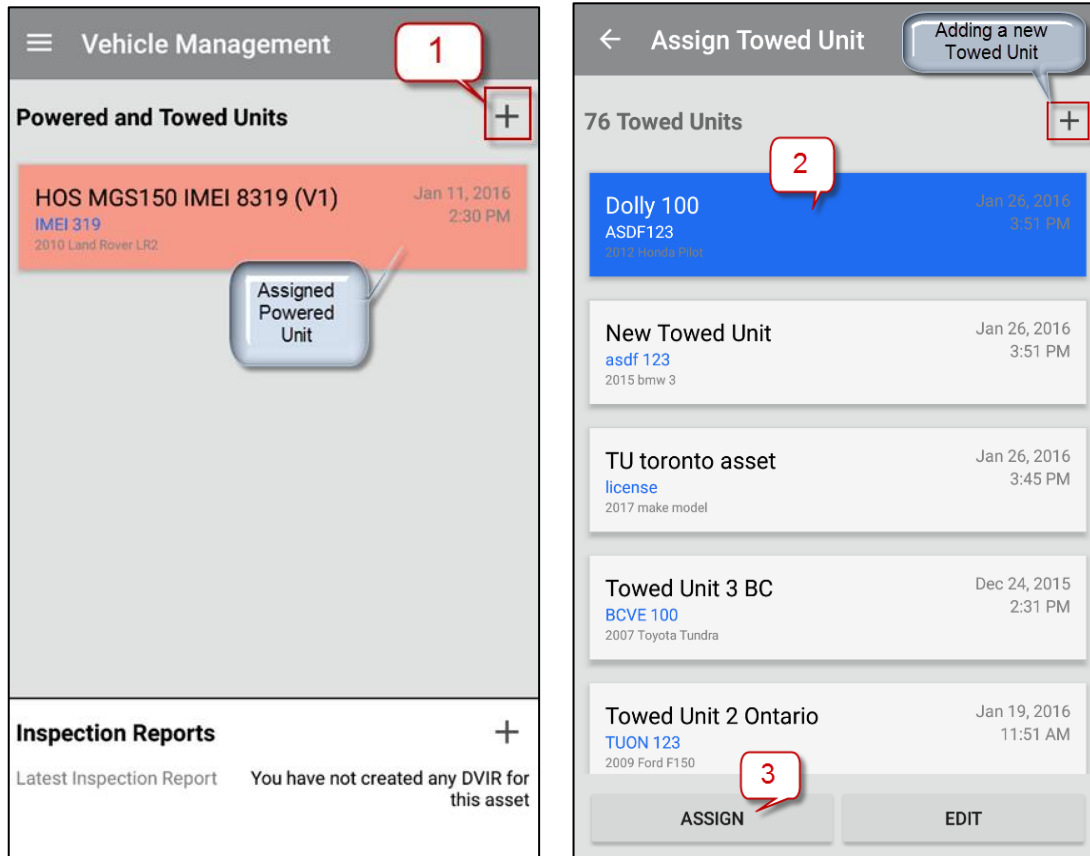 Vehicle Management
1
Powered and Towed Units
+
HOS MGS150 IMEI 8319 (V1)
Jan 11, 2016
IMEI 319
2:30 PM
2010 Land Rover LR2
Assigned
Powered
Unit
Inspection Reports
+
Latest Inspection Report
You have not created any DVIR for
this asset
Assign Towed Unit
Adding a new
Towed Unit
76 Towed Units
+
2
Dolly 100
Jan 26, 2016
ASDF123
3:51 PM
2012 Honda Pilot
New Towed Unit
Jan 26, 2016
asdf 123
3:51 PM
2015 bmw 3
TU toronto asset
Jan 26, 2016
license
3:45 PM
2017 make model
Towed Unit 3 BC
Dec 24, 2015
BCVE 100
2:31 PM
2007 Toyota Tundra
Towed Unit 2 Ontario
Jan 19, 2016
TUON 123
11:51 AM
2009 Ford F150
3
ASSIGN
EDIT